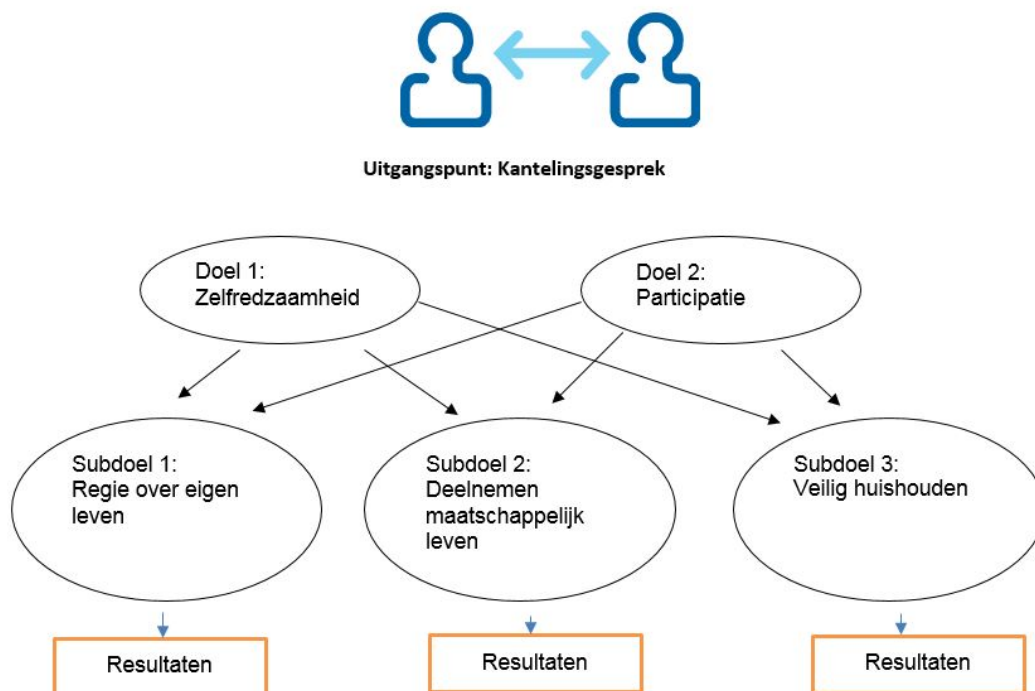 Uitgangspunt: Kantelingsgesprek
Doel 1:
Zelfredzaamheid
Doel 2:
Participatie
Subdoel 1:
Regie over eigen
leven
Subdoel 2:
Deelnemen
maatschappelijk
leven
Subdoel 3:
Veilig huishouden
Resultaten
Resultaten
Resultaten